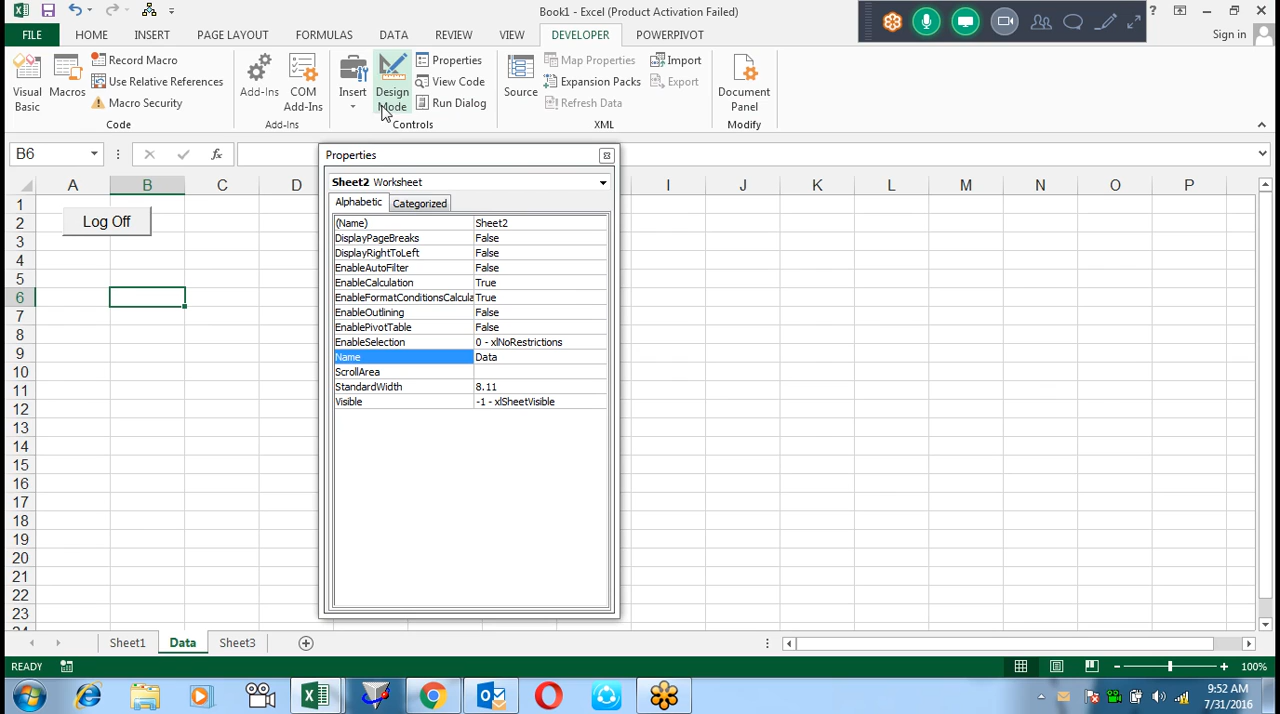 Book1 - Excel (Product Activation Failed)
?
FILE
HOME
INSERT
PAGE LAYOUT
FORMULAS
DATA
REVIEW
VIEW
DEVELOPER
POWERPIVOT
Sign in
Visual Basic
Macros
Record Macro
Use Relative References
Macro Security
Code
Add-Ins
COM Add-Ins
Add-Ins
Insert
Design Mode
Properties
View Code
Run Dialog
Controls
Source
Map Properties
Expansion Packs
Refresh Data
Import
Export
XML
Document Panel
Modify
B6
fx
A B C D I J K L M N O P
1
2
3
4
5
6
7
8
9
10
11
12
13
14
15
16
17
18
19
20
21
22
23
Log Off
Properties
Sheet2 Worksheet
Alphabetic Categorized
(Name) Sheet2
DisplayPageBreaks False
DisplayRightToLeft False
EnableAutoFilter False
EnableCalculation True
EnableFormatConditionsCalcula True
EnableOutlining False
EnablePivotTable False
EnableSelection 0 - xlNoRestrictions
Name Data
ScrollArea
StandardWidth 8.11
Visible -1 - xlSheetVisible
Sheet1 Data Sheet3
READY
100%
9:52 AM
7/31/2016